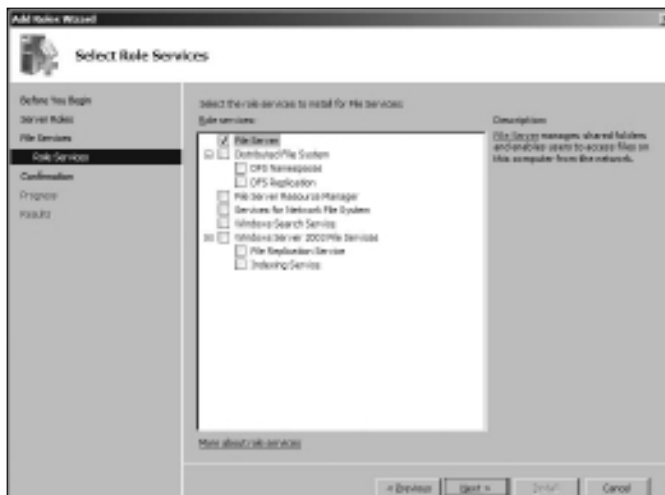 Add Roles Wizard
Select Role Services
Before You Begin
Server Roles
File Services
Role Services
Confirmation
Progress
Results
Select the role services to install for File Services:
Role services:
File Server
Distributed File System
DFS Namespaces
DFS Replication
File Server Resource Manager
Services for Network File System
Windows Search Service
Windows Server 2003 File Services
File Replication Service
Indexing Service
Description:
File Server manages shared folders
and enables users to access files on
this computer from the network.
More about role services
< Previous
Next >
Install
Cancel